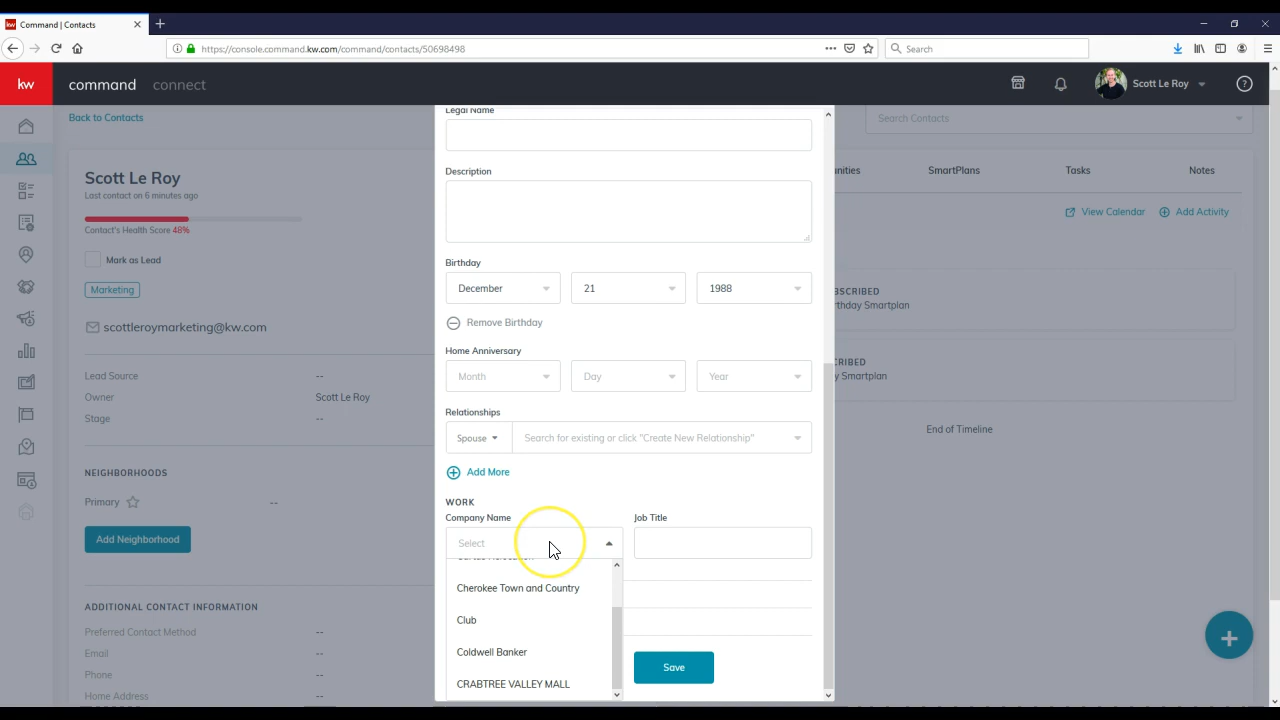 kw Command | Contacts
https://console.command.kw.com/command/contacts/50698498
Search
kw
command
connect
Scott Le Roy
Back to Contacts
Search Contacts
Scott Le Roy
Last contact on 6 minutes ago
Contact's Health Score 48%
Mark as Lead
Marketing
scottleroymarketing@kw.com
Lead Source --
Owner Scott Le Roy
Stage --
NEIGHBORHOODS
Primary --
Add Neighborhood
ADDITIONAL CONTACT INFORMATION
Preferred Contact Method --
Email --
Phone --
Home Address --
Legal Name
Description
Birthday
December 21 1988
Remove Birthday
Home Anniversary
Month Day Year
Relationships
Spouse Search for existing or click "Create New Relationship"
Add More
WORK
Company Name Job Title
Select
Cherokee Town and Country
Club
Coldwell Banker
CRABTREE VALLEY MALL
Save
nities SmartPlans Tasks Notes
View Calendar Add Activity
SCRIBED
rthday Smartplan
RIBED
y Smartplan
End of Timeline